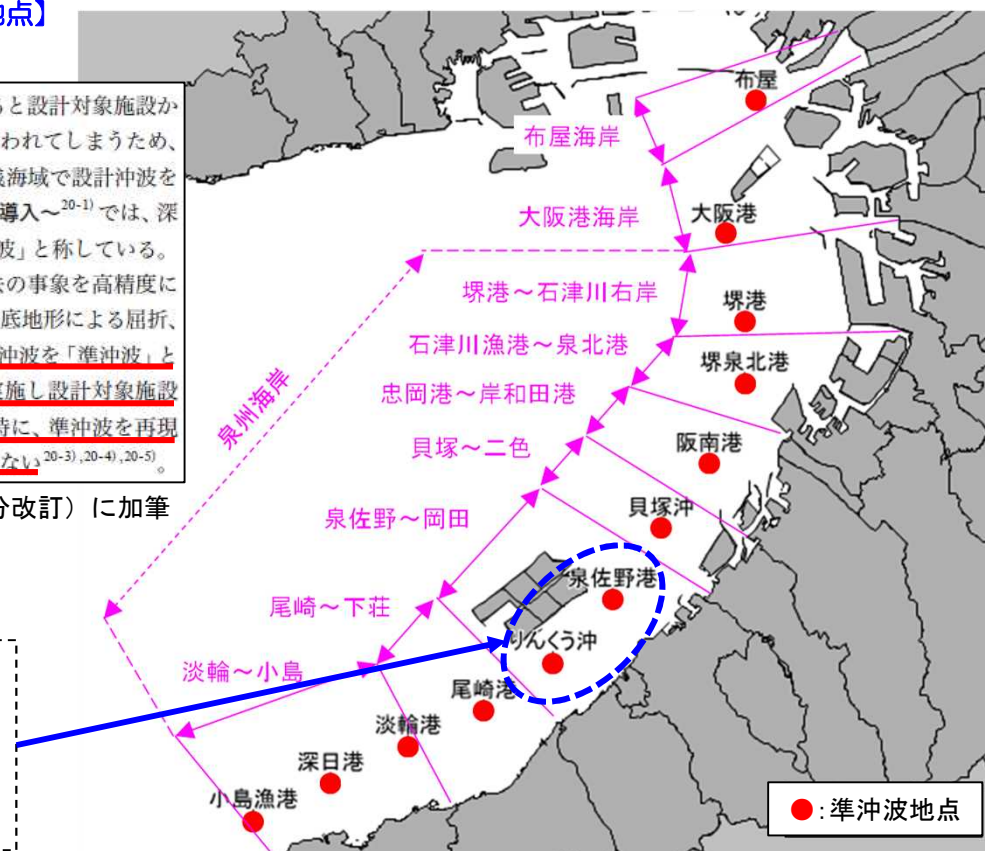 地点】
ると設計対象施設か
われてしまうため、
浅海域で設計沖波を
導入～20-1) では、深
波」と称している。
去の事象を高精度に
底地形による屈折、
沖波を「準沖波」と
実施し設計対象施設
時に、準沖波を再現
ない20-3) ,20-4) ,20-5)。
分改訂）に加筆
布屋
布屋海岸
大阪港海岸
大阪港
堺港～石津川右岸
堺港
石津川漁港～泉北港
堺泉北港
忠岡港～岸和田港
泉州海岸
貝塚～二色
阪南港
泉佐野～岡田
貝塚沖
泉佐野港
尾崎～下荘
りんくう沖
淡輪～小島
尾崎港
淡輪港
深日港
小島漁港
●:準沖波地点